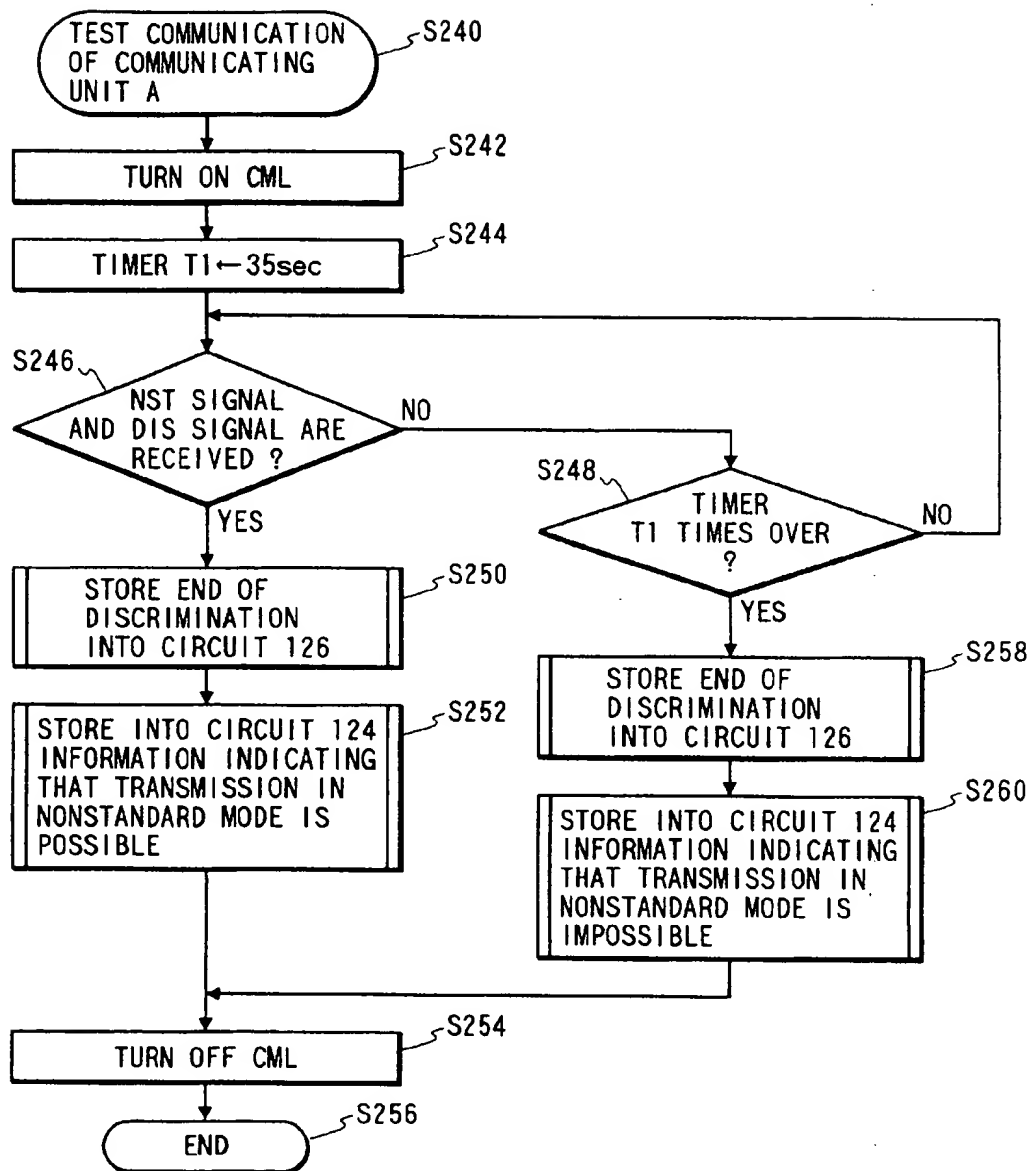 TEST COMMUNICATION
OF COMMUNICATING
UNIT A
S240
S242
TURN ON CML
S244
TIMER T1←35sec
S246
NST SIGNAL
AND DIS SIGNAL ARE
RECEIVED ?
NO
YES
S248
TIMER
T1 TIMES OVER
?
NO
YES
S250
STORE END OF
DISCRIMINATION
INTO CIRCUIT 126
S252
STORE INTO CIRCUIT 124
INFORMATION INDICATING
THAT TRANSMISSION IN
NONSTANDARD MODE IS
POSSIBLE
S258
STORE END OF
DISCRIMINATION
INTO CIRCUIT 126
S260
STORE INTO CIRCUIT 124
INFORMATION INDICATING
THAT TRANSMISSION IN
NONSTANDARD MODE IS
IMPOSSIBLE
S254
TURN OFF CML
S256
END